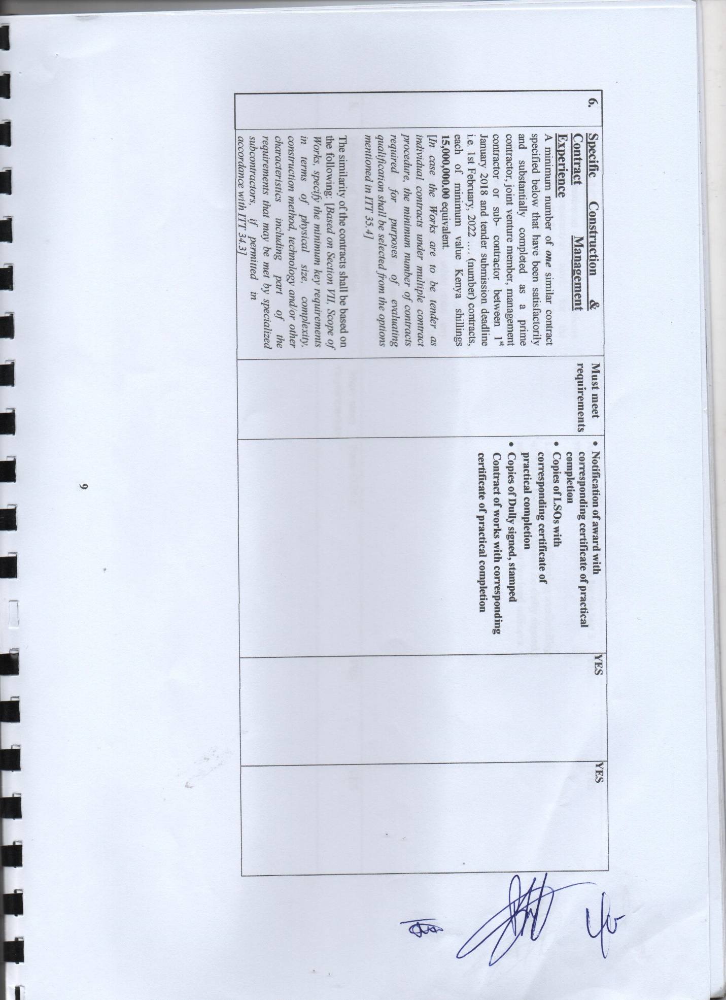 6.
Specific Construction &
Contract Management
Experience
A minimum number of one similar contract
specified below that have been satisfactorily
and substantially completed as a prime
contractor, joint venture member, management
contractor or sub- contractor between 1st
January 2018 and tender submission deadline
i.e. 1st February, 2022 .... (number) contracts,
each of minimum value Kenya shillings
15,000,000.00 equivalent.
[In case the Works are to be tender as
individual contracts under multiple contract
procedure, the minimum number of contracts
required for purposes of evaluating
qualification shall be selected from the options
mentioned in ITT 35.4]
The similarity of the contracts shall be based on
the following: [Based on Section VII, Scope of
Works, specify the minimum key requirements
in terms of physical size, complexity,
construction method, technology and/or other
characteristics including part of the
requirements that may be met by specialized
subcontractors, if permitted in
accordance with ITT 34.3]
Must meet
requirements
• Notification of award with
corresponding certificate of practical
completion
• Copies of LSOs with
corresponding certificate of
practical completion
• Copies of Dully signed, stamped
Contract of works with corresponding
certificate of practical completion
YES
YES
9